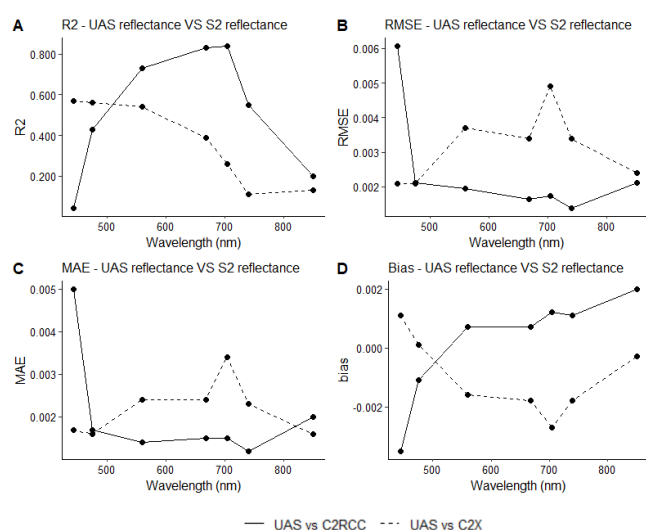 A R2 - UAS reflectance VS S2 reflectance
0.800
0.600
0.400
0.200
R2
500 600 700 800
Wavelength (nm)
B RMSE - UAS reflectance VS S2 reflectance
0.006
0.005
0.004
0.003
0.002
RMSE
500 600 700 800
Wavelength (nm)
C MAE - UAS reflectance VS S2 reflectance
0.005
0.004
0.003
0.002
MAE
500 600 700 800
Wavelength (nm)
D Bias - UAS reflectance VS S2 reflectance
0.002
0.000
-0.002
bias
500 600 700 800
Wavelength (nm)
UAS vs C2RCC UAS vs C2X